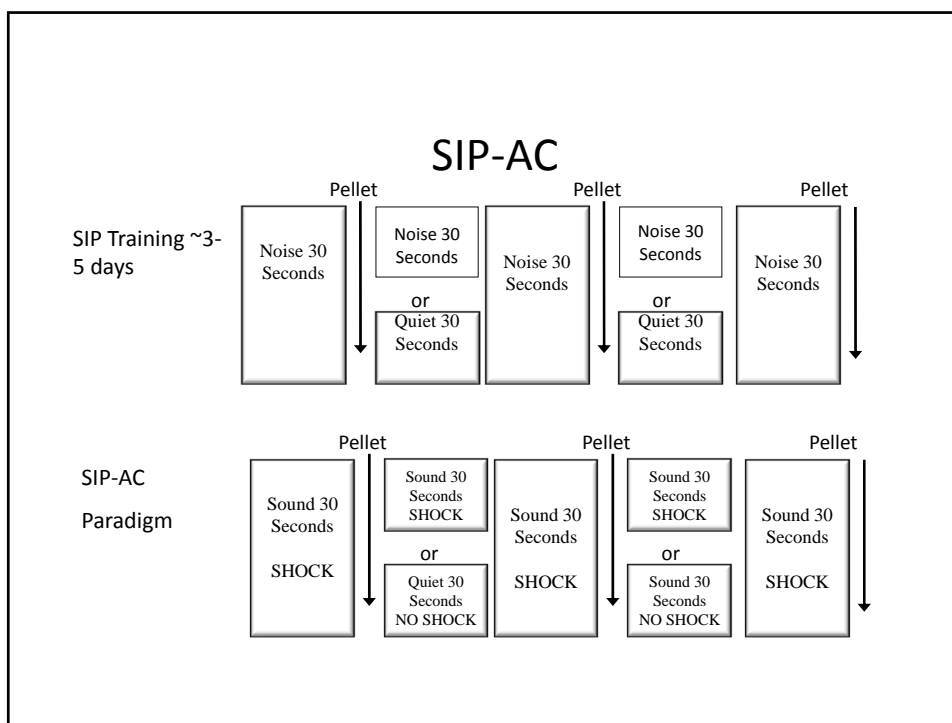 SIP-AC
Pellet
Pellet
Pellet
SIP Training ~3-
5 days
Noise 30
Seconds
Noise 30
Seconds
or
Quiet 30
Seconds
Noise 30
Seconds
Noise 30
Seconds
or
Quiet 30
Seconds
Noise 30
Seconds
Pellet
Pellet
Pellet
SIP-AC
Paradigm
Sound 30
Seconds
SHOCK
Sound 30
Seconds
SHOCK
or
Quiet 30
Seconds
NO SHOCK
Sound 30
Seconds
SHOCK
Sound 30
Seconds
SHOCK
or
Sound 30
Seconds
NO SHOCK
Sound 30
Seconds
SHOCK